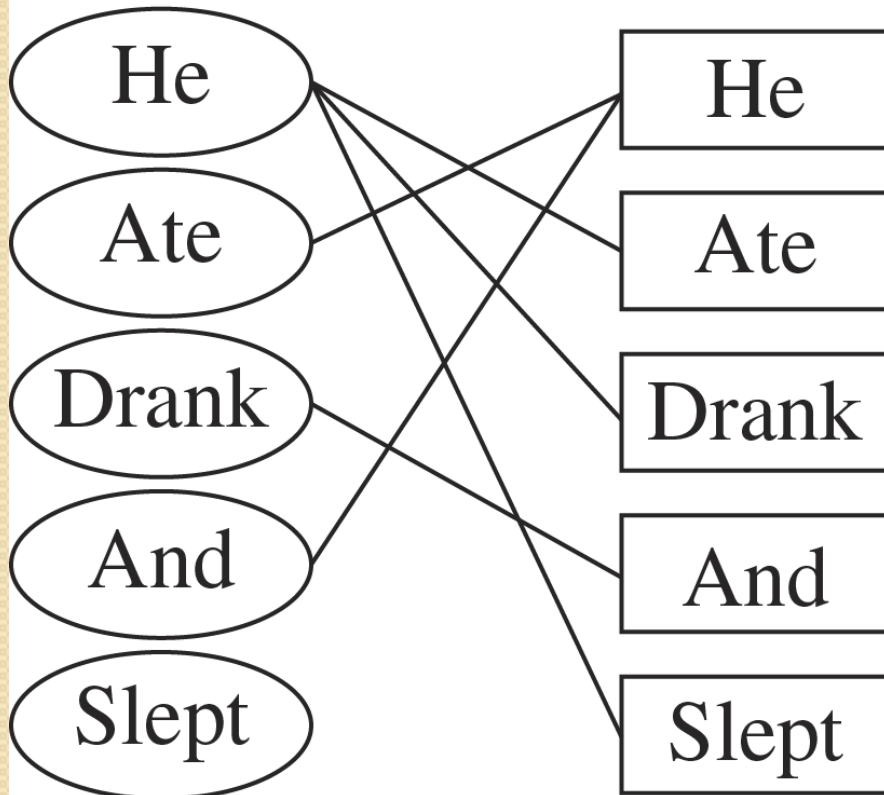 He
He
Ate
Ate
Drank
Drank
And
And
Slept
Slept